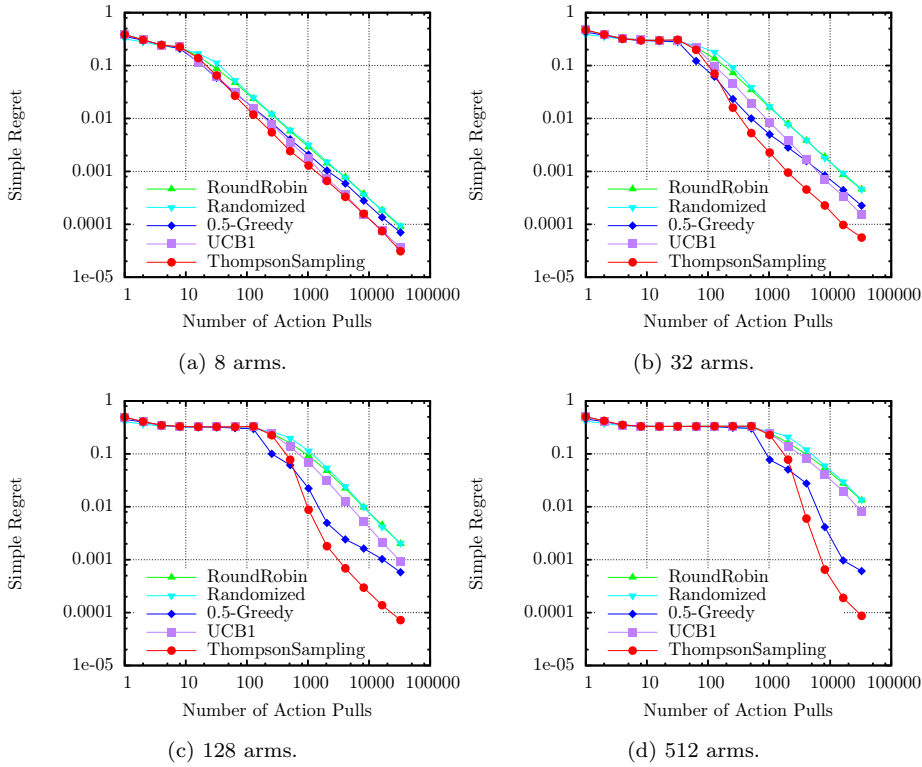 1
0.1
0.01
0.001
0.0001
1e-05
Simple Regret
RoundRobin
Randomized
0.5-Greedy
UCB1
ThompsonSampling
1 10 100 1000 10000 100000
Number of Action Pulls
(a) 8 arms.
1
0.1
0.01
0.001
0.0001
1e-05
Simple Regret
RoundRobin
Randomized
0.5-Greedy
UCB1
ThompsonSampling
1 10 100 1000 10000 100000
Number of Action Pulls
(b) 32 arms.
1
0.1
0.01
0.001
0.0001
1e-05
Simple Regret
RoundRobin
Randomized
0.5-Greedy
UCB1
ThompsonSampling
1 10 100 1000 10000 100000
Number of Action Pulls
(c) 128 arms.
1
0.1
0.01
0.001
0.0001
1e-05
Simple Regret
RoundRobin
Randomized
0.5-Greedy
UCB1
ThompsonSampling
1 10 100 1000 10000 100000
Number of Action Pulls
(d) 512 arms.